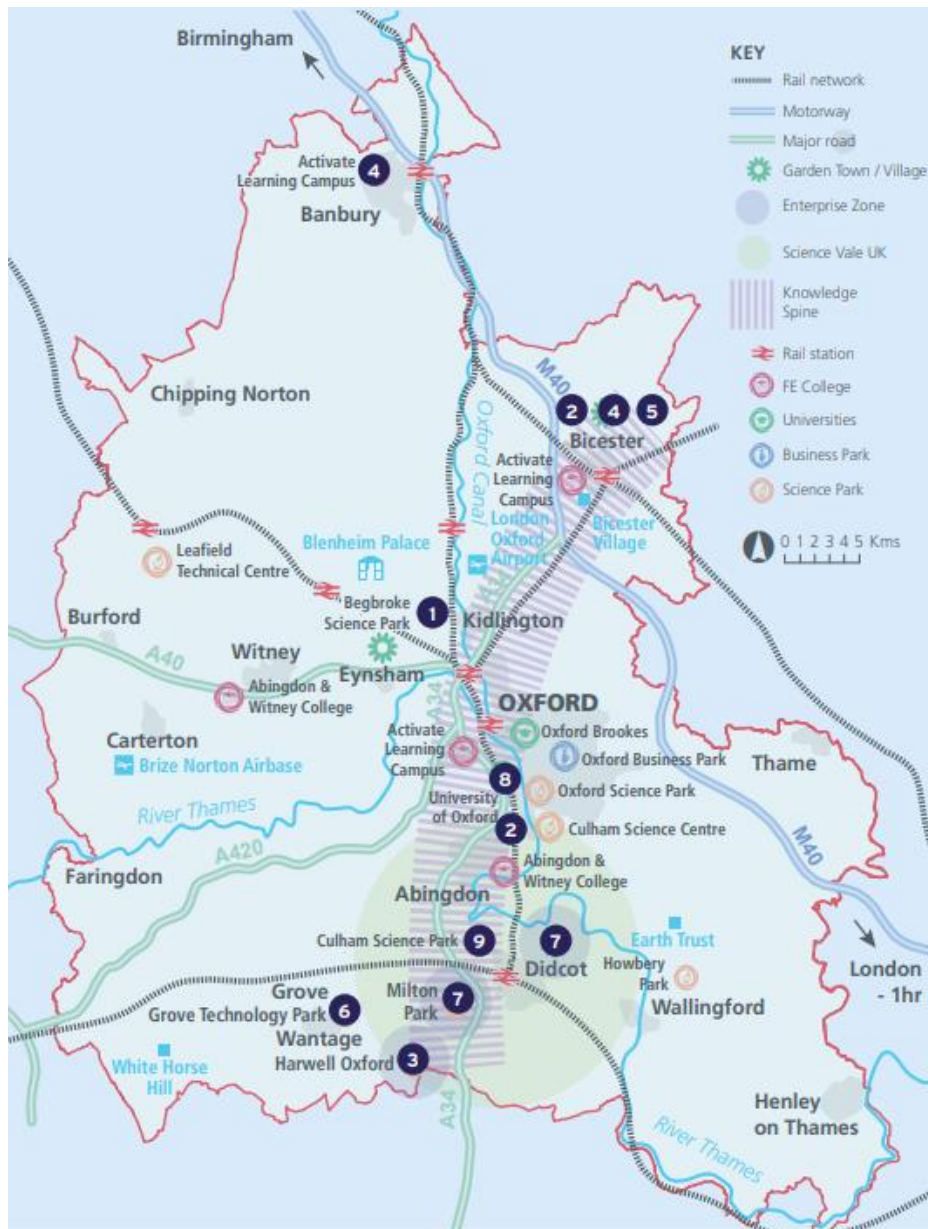 Birmingham
KEY
Rail network
Motorway
Major road
Garden Town / Village
Enterprise Zone
Science Vale UK
Knowledge
Spine
Rail station
FE College
Universities
Business Park
Science Park
0 1 2 3 4 5 Kms
Activate
Learning Campus
4
Banbury
Chipping Norton
M40
Oxford Canal
2
4
5
Bicester
Activate
Learning
Campus
London
Oxford
Airport
Bicester
Village
Leafield
Technical Centre
Blenheim Palace
Begbroke
Science Park
1
Kidlington
A34
Burford
A40
Witney
Eynsham
Abingdon &
Witney College
A34
OXFORD
Oxford Brookes
Activate
Learning
Campus
Oxford Business Park
Thame
Carterton
Brize Norton Airbase
8
University
of Oxford
Oxford Science Park
River Thames
2
Culham Science Centre
M40
A420
Faringdon
Abingdon &
Witney College
Abingdon
Culham Science Park
9
7
Didcot
Earth Trust
Howbery
Park
Wallingford
London
- 1hr
Grove
Grove Technology Park
6
Wantage
Milton
Park
7
Harwell Oxford
3
White Horse
Hill
A34
Henley
on Thames
River Thames